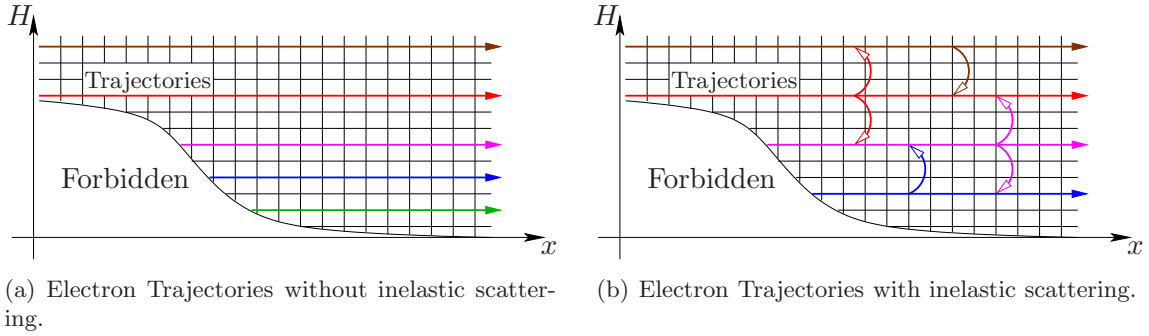 H
Trajectories
Forbidden
x
(a) Electron Trajectories without inelastic scatter-
ing.
H
Trajectories
Forbidden
x
(b) Electron Trajectories with inelastic scattering.